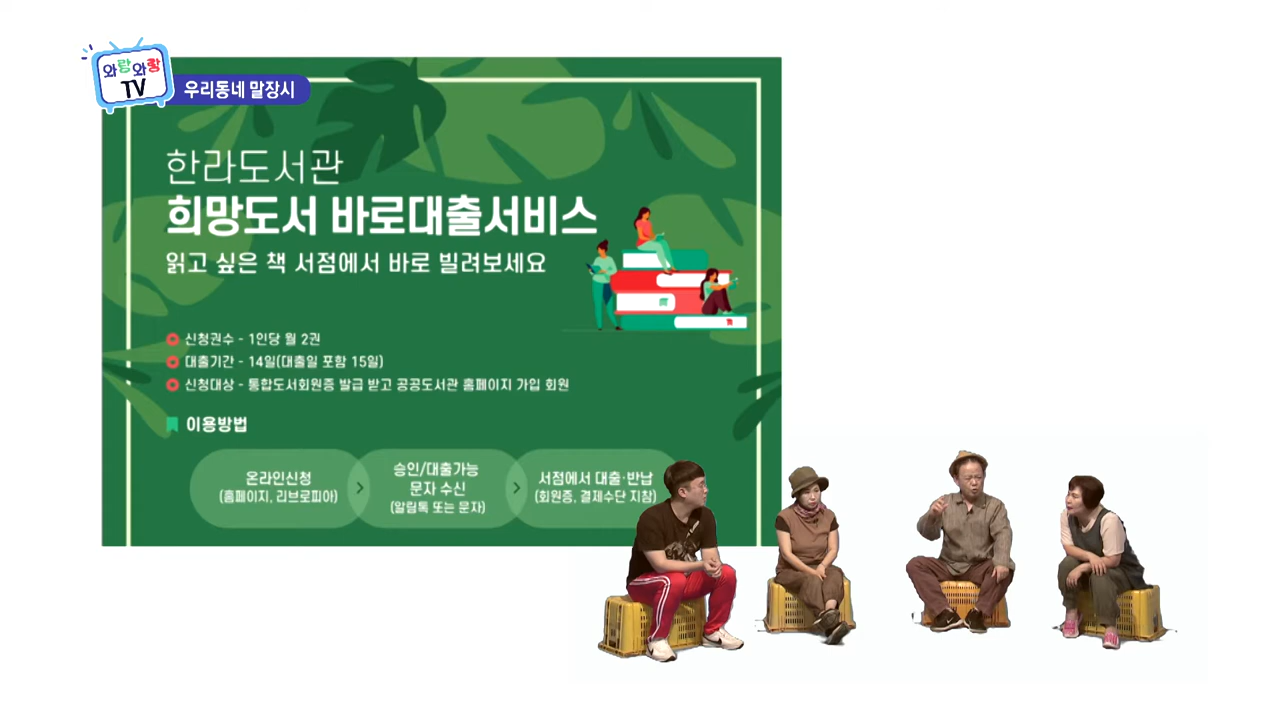 와랑와랑
TV
우리동네 말장시
한라도서관
희망도서 바로대출서비스
읽고 싶은 책 서점에서 바로 빌려보세요
신청권수 - 1인당 월 2권
대출기간 - 14일(대출일 포함 15일)
신청대상 - 통합도서회원증 발급 받고 공공도서관 홈페이지 가입 회원
이용방법
온라인신청
(홈페이지, 리브로피아)
승인/대출가능
문자 수신
(알림톡 또는 문자)
서점에서 대출·반납
(회원증, 결제수단 지참)